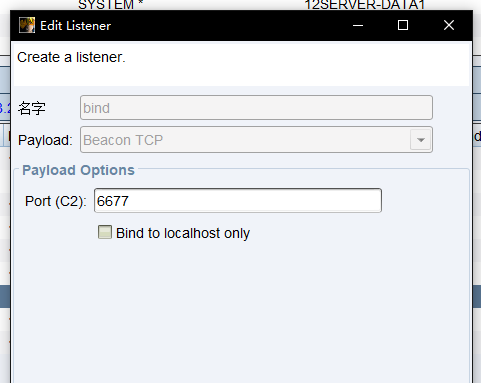 SYSTEM * 12SERVER-DATA1
Edit Listener
Create a listener.
名字 bind
Payload: Beacon TCP
Payload Options
Port (C2): 6677
Bind to localhost only